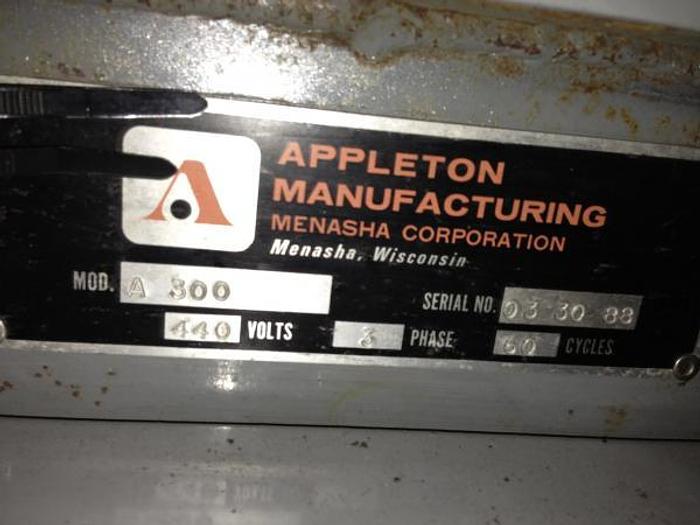 APPLETON
MANUFACTURING
MENASHA CORPORATION
Menasha, Wisconsin
MOD. A 300
SERIAL NO. 03 30 88
440 VOLTS 3 PHASE 60 CYCLES